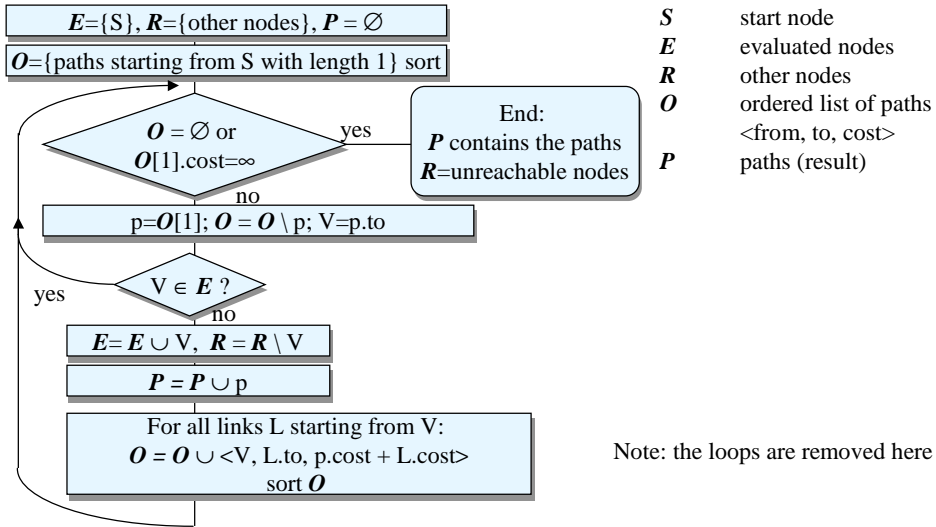 E={S}, R={other nodes}, P = ∅
O={paths starting from S with length 1} sort
O = ∅ or
O[1].cost=∞
yes
End:
P contains the paths
R=unreachable nodes
no
p=O[1]; O = O \ p; V=p.to
V ∈ E ?
yes
no
E= E ∪ V, R = R \ V
P = P ∪ p
For all links L starting from V:
O = O ∪ <V, L.to, p.cost + L.cost>
sort O
S start node
E evaluated nodes
R other nodes
O ordered list of paths
<from, to, cost>
P paths (result)
Note: the loops are removed here